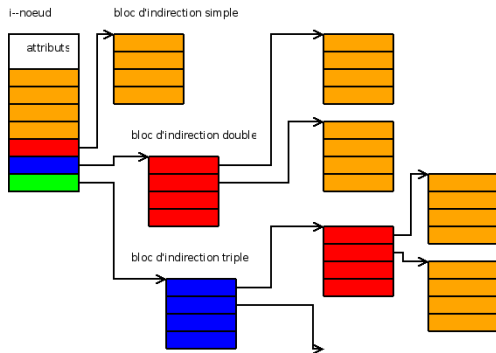 i--noeud
bloc d'indirection simple
attributs
bloc d'indirection double
bloc d'indirection triple